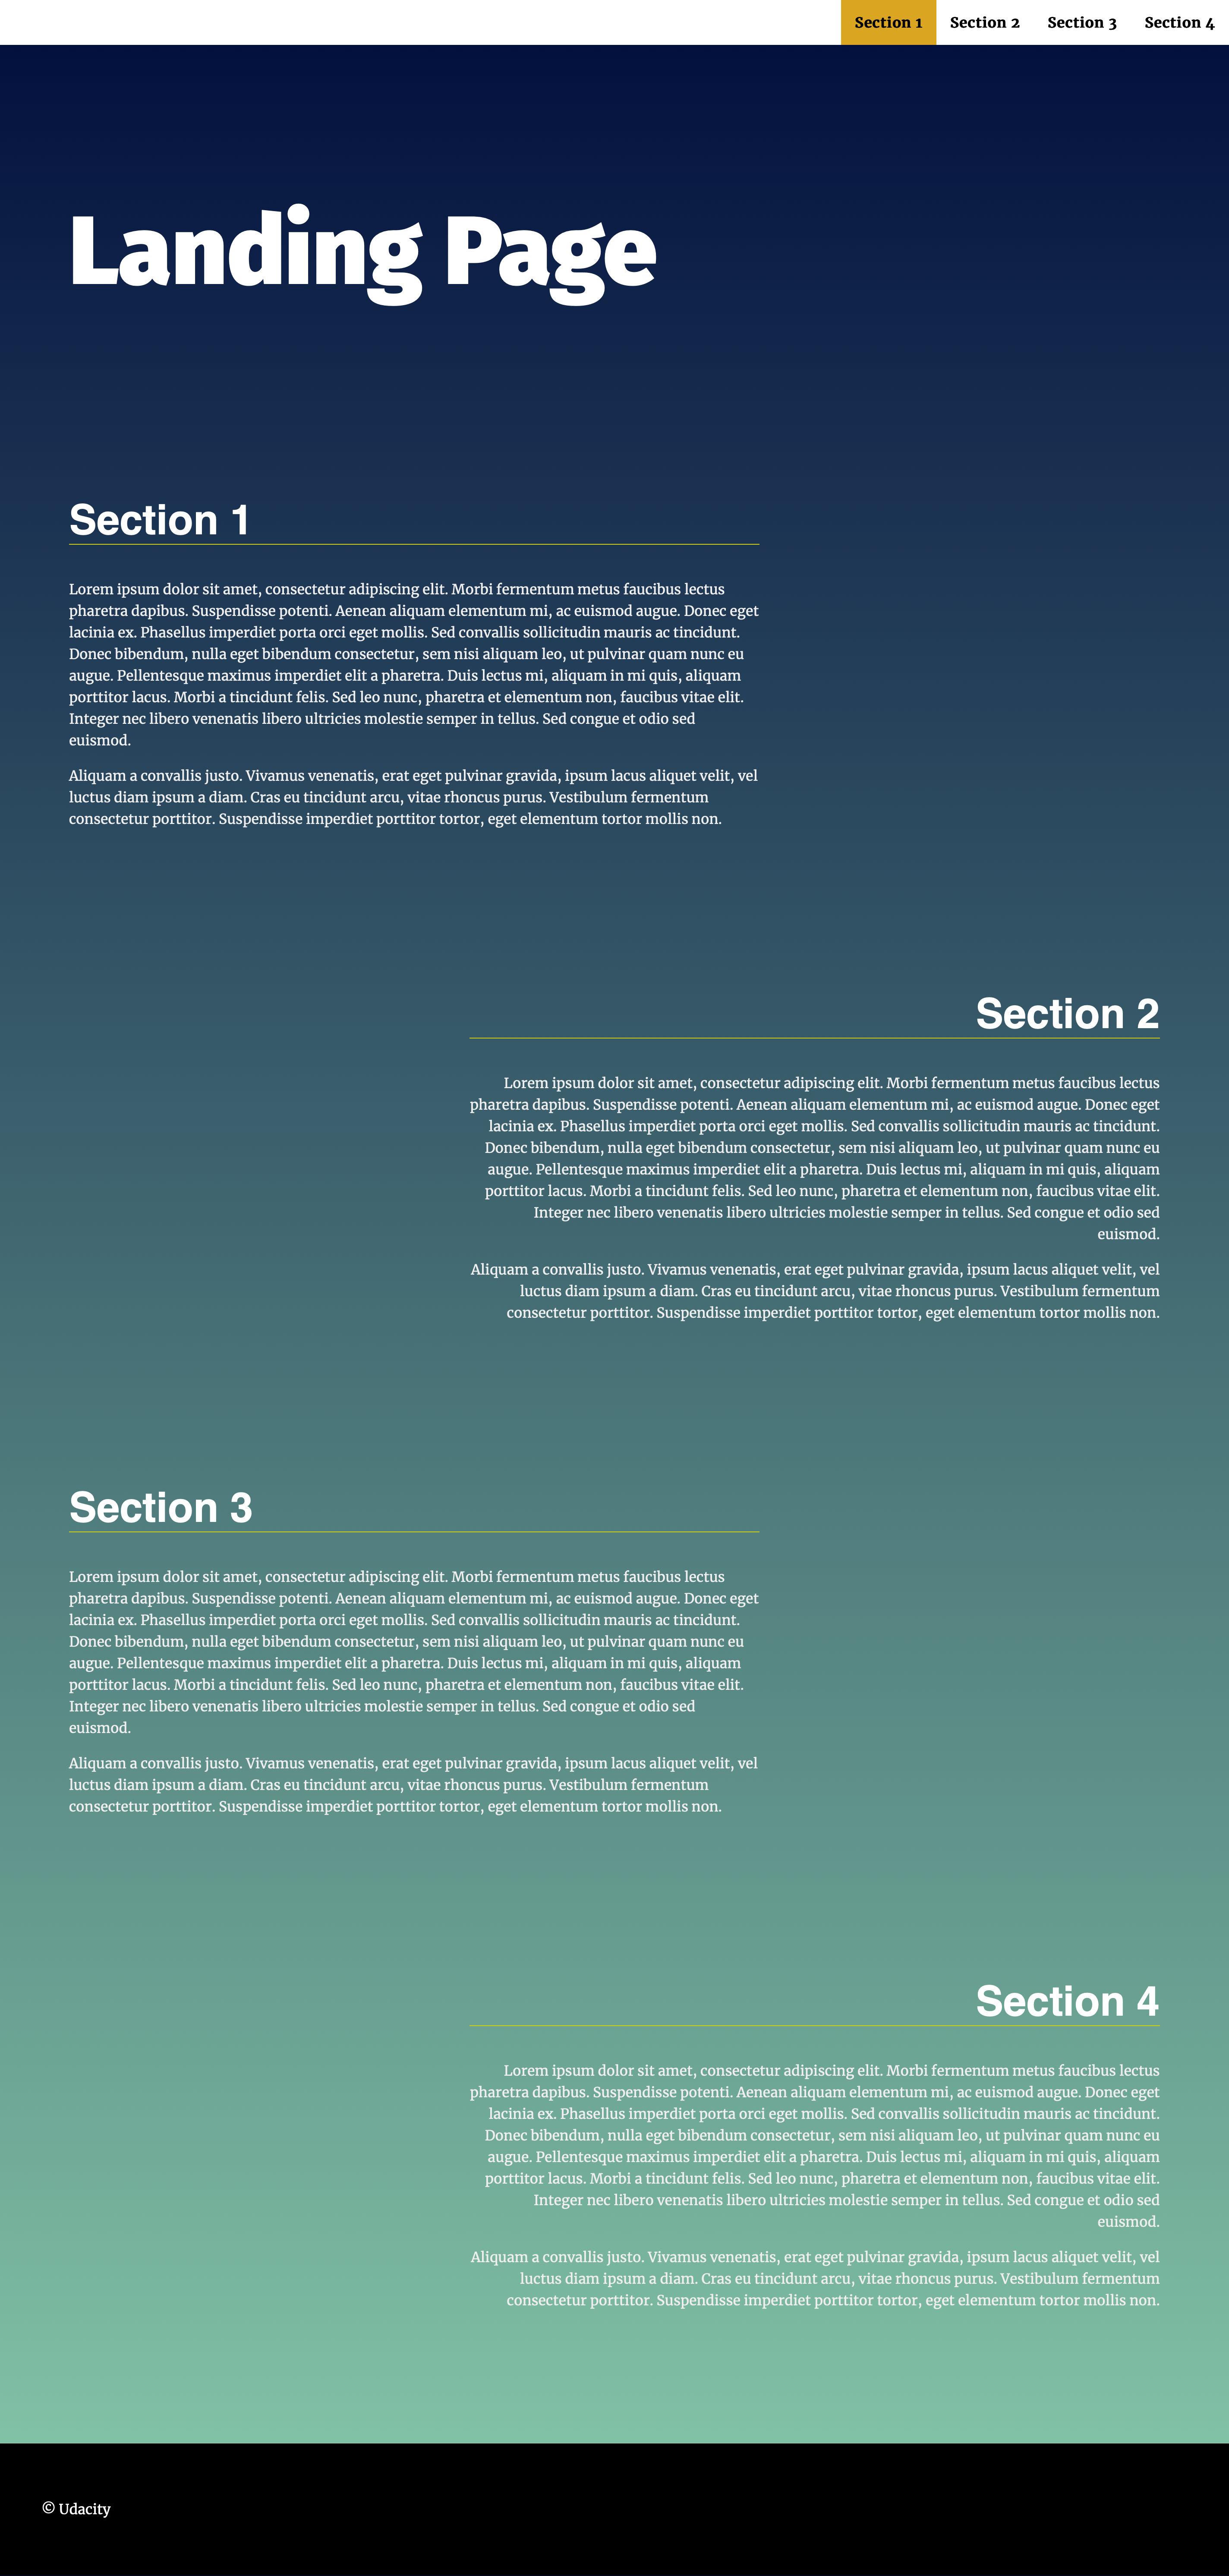 Section 1 Section 2 Section 3 Section 4
Landing Page
Section 1
Lorem ipsum dolor sit amet, consectetur adipiscing elit. Morbi fermentum metus faucibus lectus
pharetra dapibus. Suspendisse potenti. Aenean aliquam elementum mi, ac euismod augue. Donec eget
lacinia ex. Phasellus imperdiet porta orci eget mollis. Sed convallis sollicitudin mauris ac tincidunt.
Donec bibendum, nulla eget bibendum consectetur, sem nisi aliquam leo, ut pulvinar quam nunc eu
augue. Pellentesque maximus imperdiet elit a pharetra. Duis lectus mi, aliquam in mi quis, aliquam
porttitor lacus. Morbi a tincidunt felis. Sed leo nunc, pharetra et elementum non, faucibus vitae elit.
Integer nec libero venenatis libero ultricies molestie semper in tellus. Sed congue et odio sed
euismod.
Aliquam a convallis justo. Vivamus venenatis, erat eget pulvinar gravida, ipsum lacus aliquet velit, vel
luctus diam ipsum a diam. Cras eu tincidunt arcu, vitae rhoncus purus. Vestibulum fermentum
consectetur porttitor. Suspendisse imperdiet porttitor tortor, eget elementum tortor mollis non.
Section 2
Lorem ipsum dolor sit amet, consectetur adipiscing elit. Morbi fermentum metus faucibus lectus
pharetra dapibus. Suspendisse potenti. Aenean aliquam elementum mi, ac euismod augue. Donec eget
lacinia ex. Phasellus imperdiet porta orci eget mollis. Sed convallis sollicitudin mauris ac tincidunt.
Donec bibendum, nulla eget bibendum consectetur, sem nisi aliquam leo, ut pulvinar quam nunc eu
augue. Pellentesque maximus imperdiet elit a pharetra. Duis lectus mi, aliquam in mi quis, aliquam
porttitor lacus. Morbi a tincidunt felis. Sed leo nunc, pharetra et elementum non, faucibus vitae elit.
Integer nec libero venenatis libero ultricies molestie semper in tellus. Sed congue et odio sed
euismod.
Aliquam a convallis justo. Vivamus venenatis, erat eget pulvinar gravida, ipsum lacus aliquet velit, vel
luctus diam ipsum a diam. Cras eu tincidunt arcu, vitae rhoncus purus. Vestibulum fermentum
consectetur porttitor. Suspendisse imperdiet porttitor tortor, eget elementum tortor mollis non.
Section 3
Lorem ipsum dolor sit amet, consectetur adipiscing elit. Morbi fermentum metus faucibus lectus
pharetra dapibus. Suspendisse potenti. Aenean aliquam elementum mi, ac euismod augue. Donec eget
lacinia ex. Phasellus imperdiet porta orci eget mollis. Sed convallis sollicitudin mauris ac tincidunt.
Donec bibendum, nulla eget bibendum consectetur, sem nisi aliquam leo, ut pulvinar quam nunc eu
augue. Pellentesque maximus imperdiet elit a pharetra. Duis lectus mi, aliquam in mi quis, aliquam
porttitor lacus. Morbi a tincidunt felis. Sed leo nunc, pharetra et elementum non, faucibus vitae elit.
Integer nec libero venenatis libero ultricies molestie semper in tellus. Sed congue et odio sed
euismod.
Aliquam a convallis justo. Vivamus venenatis, erat eget pulvinar gravida, ipsum lacus aliquet velit, vel
luctus diam ipsum a diam. Cras eu tincidunt arcu, vitae rhoncus purus. Vestibulum fermentum
consectetur porttitor. Suspendisse imperdiet porttitor tortor, eget elementum tortor mollis non.
Section 4
Lorem ipsum dolor sit amet, consectetur adipiscing elit. Morbi fermentum metus faucibus lectus
pharetra dapibus. Suspendisse potenti. Aenean aliquam elementum mi, ac euismod augue. Donec eget
lacinia ex. Phasellus imperdiet porta orci eget mollis. Sed convallis sollicitudin mauris ac tincidunt.
Donec bibendum, nulla eget bibendum consectetur, sem nisi aliquam leo, ut pulvinar quam nunc eu
augue. Pellentesque maximus imperdiet elit a pharetra. Duis lectus mi, aliquam in mi quis, aliquam
porttitor lacus. Morbi a tincidunt felis. Sed leo nunc, pharetra et elementum non, faucibus vitae elit.
Integer nec libero venenatis libero ultricies molestie semper in tellus. Sed congue et odio sed
euismod.
Aliquam a convallis justo. Vivamus venenatis, erat eget pulvinar gravida, ipsum lacus aliquet velit, vel
luctus diam ipsum a diam. Cras eu tincidunt arcu, vitae rhoncus purus. Vestibulum fermentum
consectetur porttitor. Suspendisse imperdiet porttitor tortor, eget elementum tortor mollis non.
© Udacity